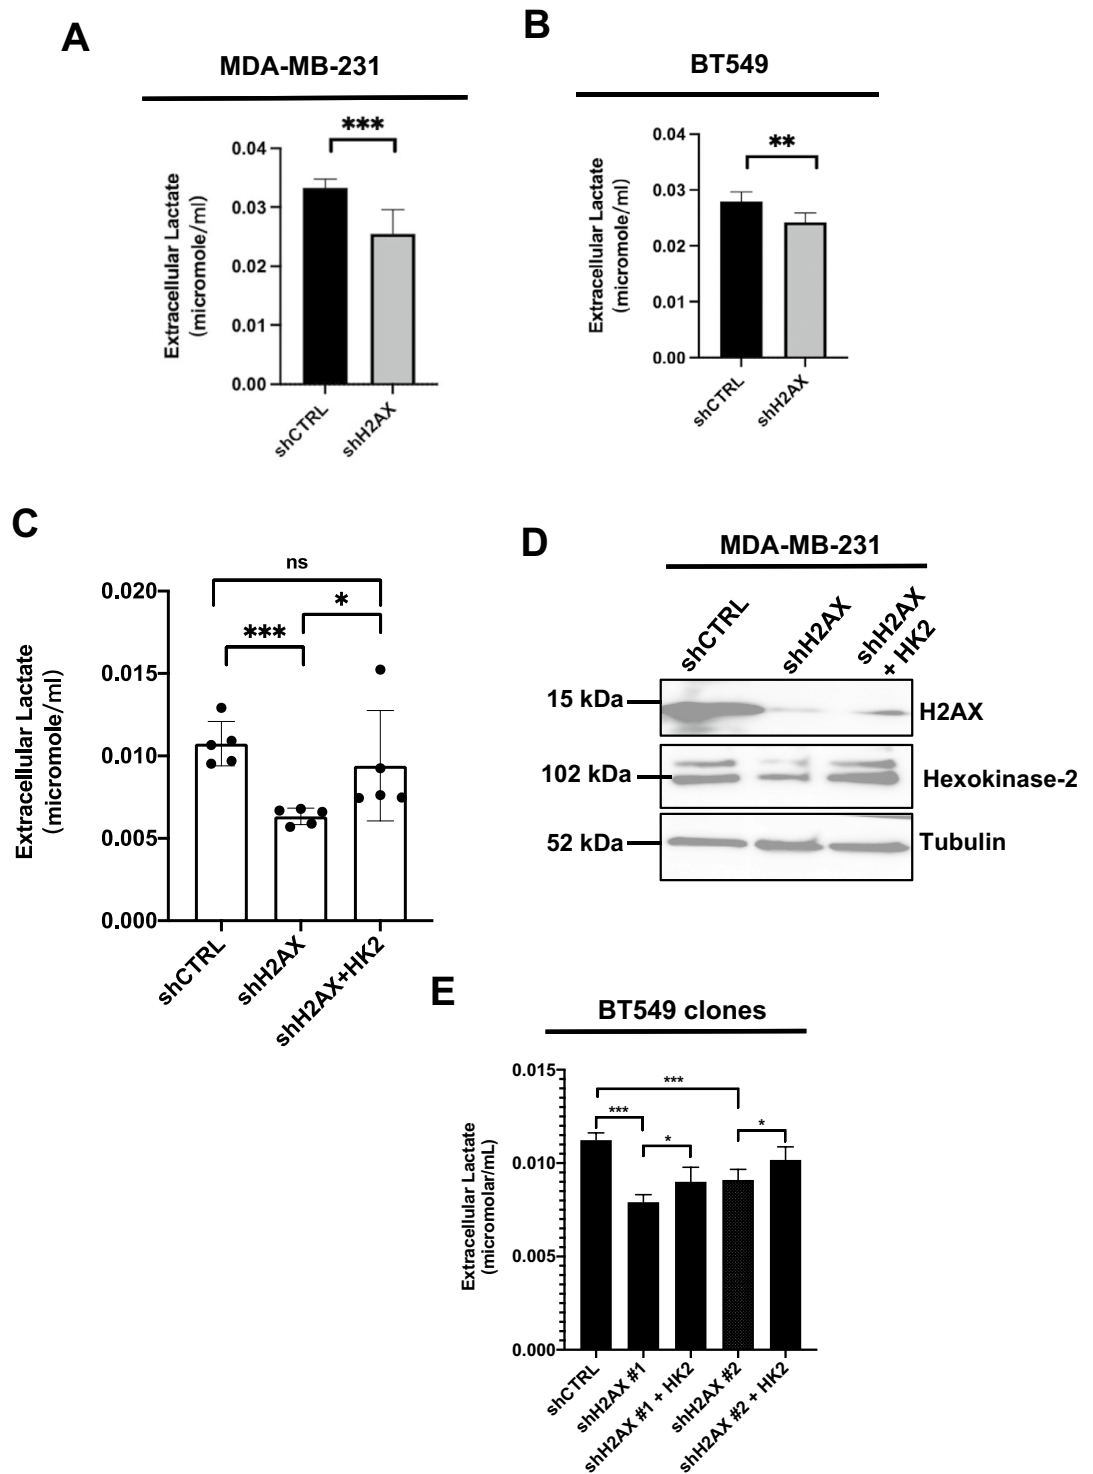 A
MDA-MB-231
***
Extracellular Lactate
(micromole/ml)
0.04
0.03
0.02
0.01
0.00
shCTRL
shH2AX
B
BT549
**
Extracellular Lactate
(micromole/ml)
0.04
0.03
0.02
0.01
0.00
shCTRL
shH2AX
C
ns
*
***
Extracellular Lactate
(micromole/ml)
0.020
0.015
0.010
0.005
0.000
shCTRL
shH2AX
shH2AX+HK2
D
MDA-MB-231
shCTRL
shH2AX
shH2AX
+ HK2
15 kDa
H2AX
102 kDa
Hexokinase-2
52 kDa
Tubulin
E
BT549 clones
***
***
*
*
Extracellular Lactate
(micromolar/mL)
0.015
0.010
0.005
0.000
shCTRL
shH2AX #1
shH2AX #1 + HK2
shH2AX #2
shH2AX #2 + HK2